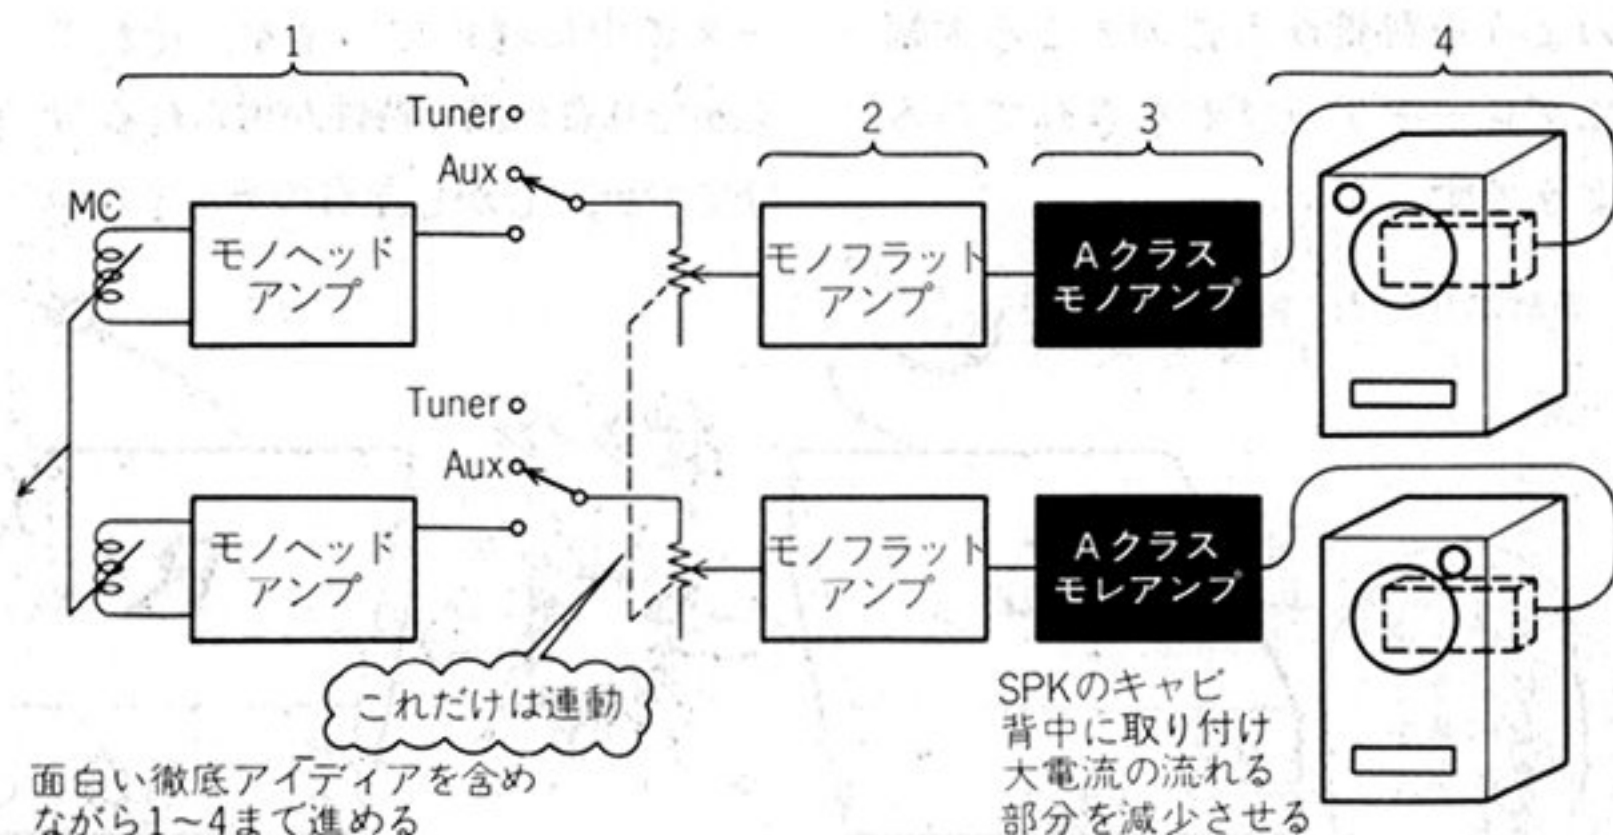 1
2
3
4
Tuner
Aux
MC
モノヘッド
アンプ
モノフラット
アンプ
Aクラス
モノアンプ
Tuner
Aux
モノヘッド
アンプ
モノフラット
アンプ
Aクラス
モレアンプ
これだけは連動
SPKのキャビ
背中に取り付け
大電流の流れる
部分を減少させる
面白い徹底アイディアを含め
ながら1~4まで進める